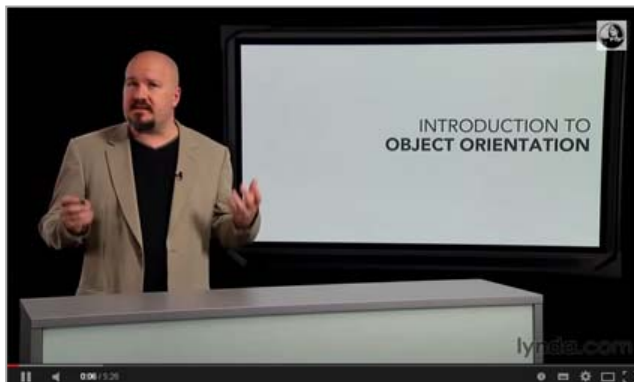 INTRODUCTION TO
OBJECT ORIENTATION
lynda.com
0:06 / 5:26